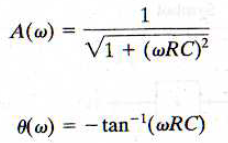 A(ω) = 1 / √(1 + (ωRC)²)
θ(ω) = − tan⁻¹(ωRC)